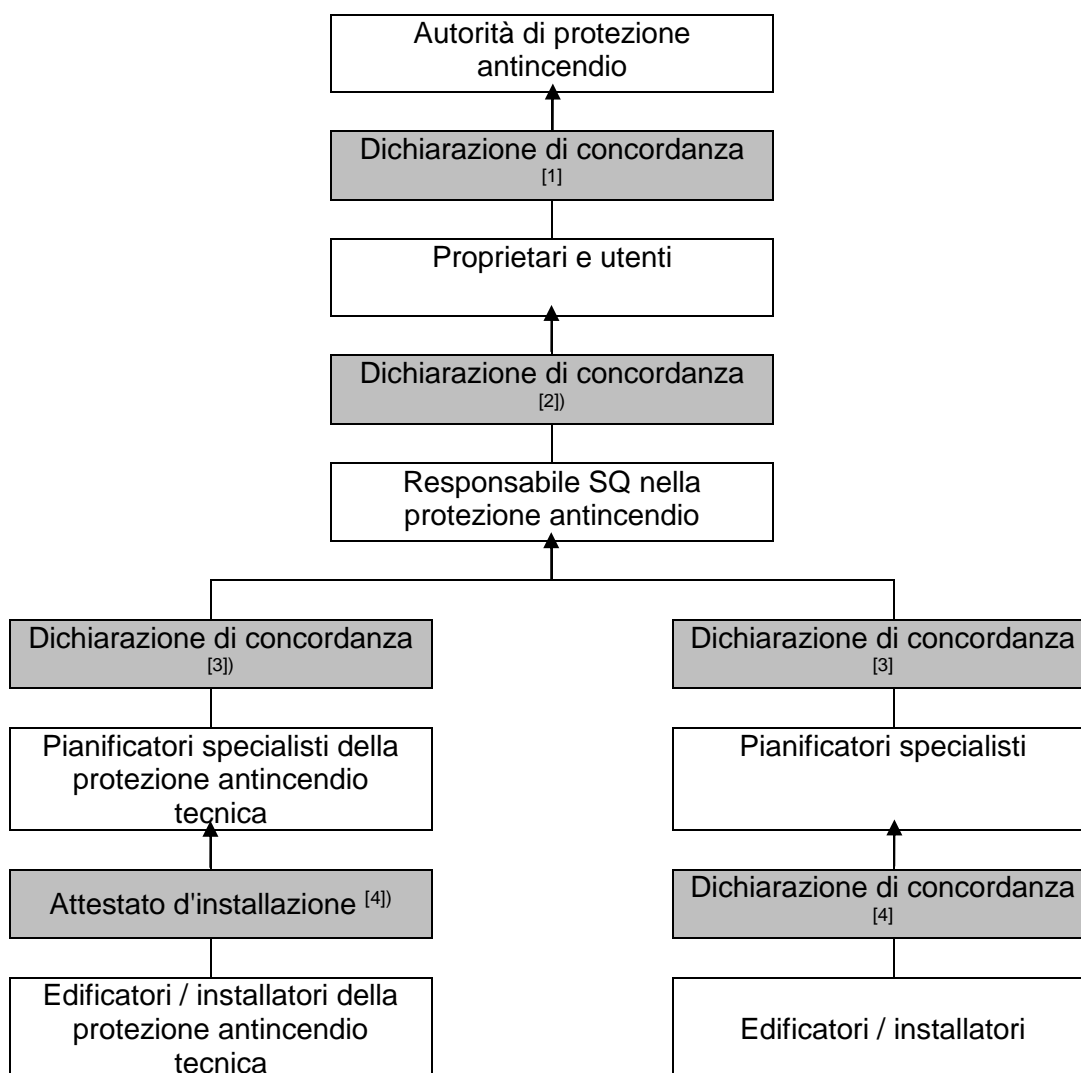 Autorità di protezione
antincendio
Dichiarazione di concordanza
[1]
Proprietari e utenti
Dichiarazione di concordanza
[2])
Responsabile SQ nella
protezione antincendio
Dichiarazione di concordanza
[3])
Dichiarazione di concordanza
[3]
Pianificatori specialisti della
protezione antincendio
tecnica
Pianificatori specialisti
Attestato d'installazione [4])
Dichiarazione di concordanza
[4]
Edificatori / installatori della
protezione antincendio
tecnica
Edificatori / installatori